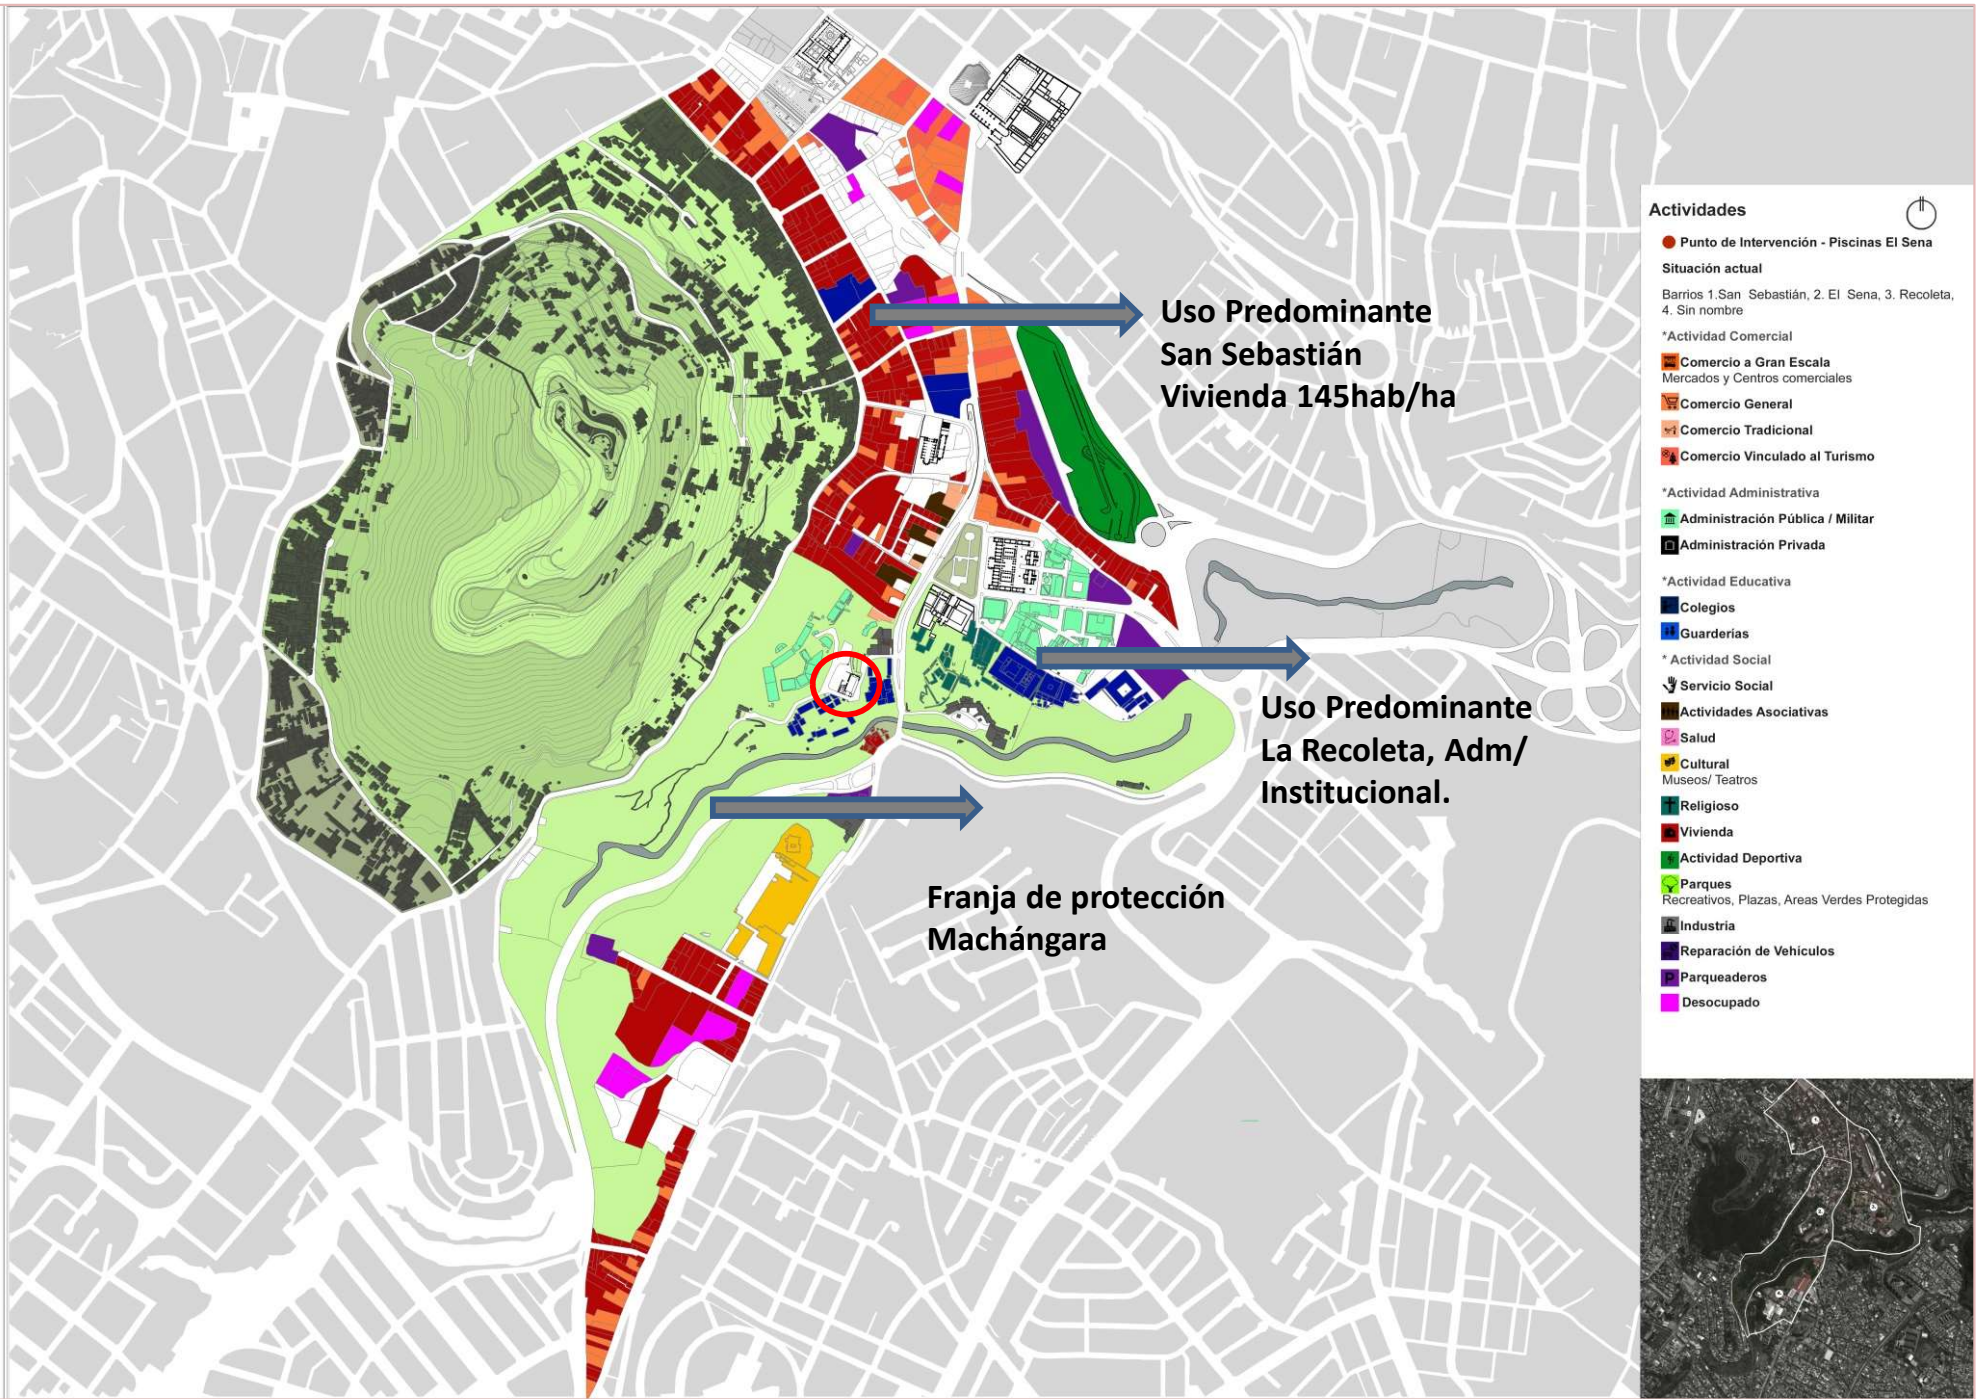 Uso Predominante
San Sebastián
Vivienda 145hab/ha
Uso Predominante
La Recoleta, Adm/
Institucional.
Franja de protección
Machángara
Actividades
Punto de Intervención - Piscinas El Sena
Situación actual
Barrios 1.San Sebastián, 2. El Sena, 3. Recoleta,
4. Sin nombre
*Actividad Comercial
Comercio a Gran Escala
Mercados y Centros comerciales
Comercio General
Comercio Tradicional
Comercio Vinculado al Turismo
*Actividad Administrativa
Administración Pública / Militar
Administración Privada
*Actividad Educativa
Colegios
Guarderías
* Actividad Social
Servicio Social
Actividades Asociativas
Salud
Cultural
Museos/ Teatros
Religioso
Vivienda
Actividad Deportiva
Parques
Recreativos, Plazas, Areas Verdes Protegidas
Industria
Reparación de Vehículos
P Parqueaderos
Desocupado